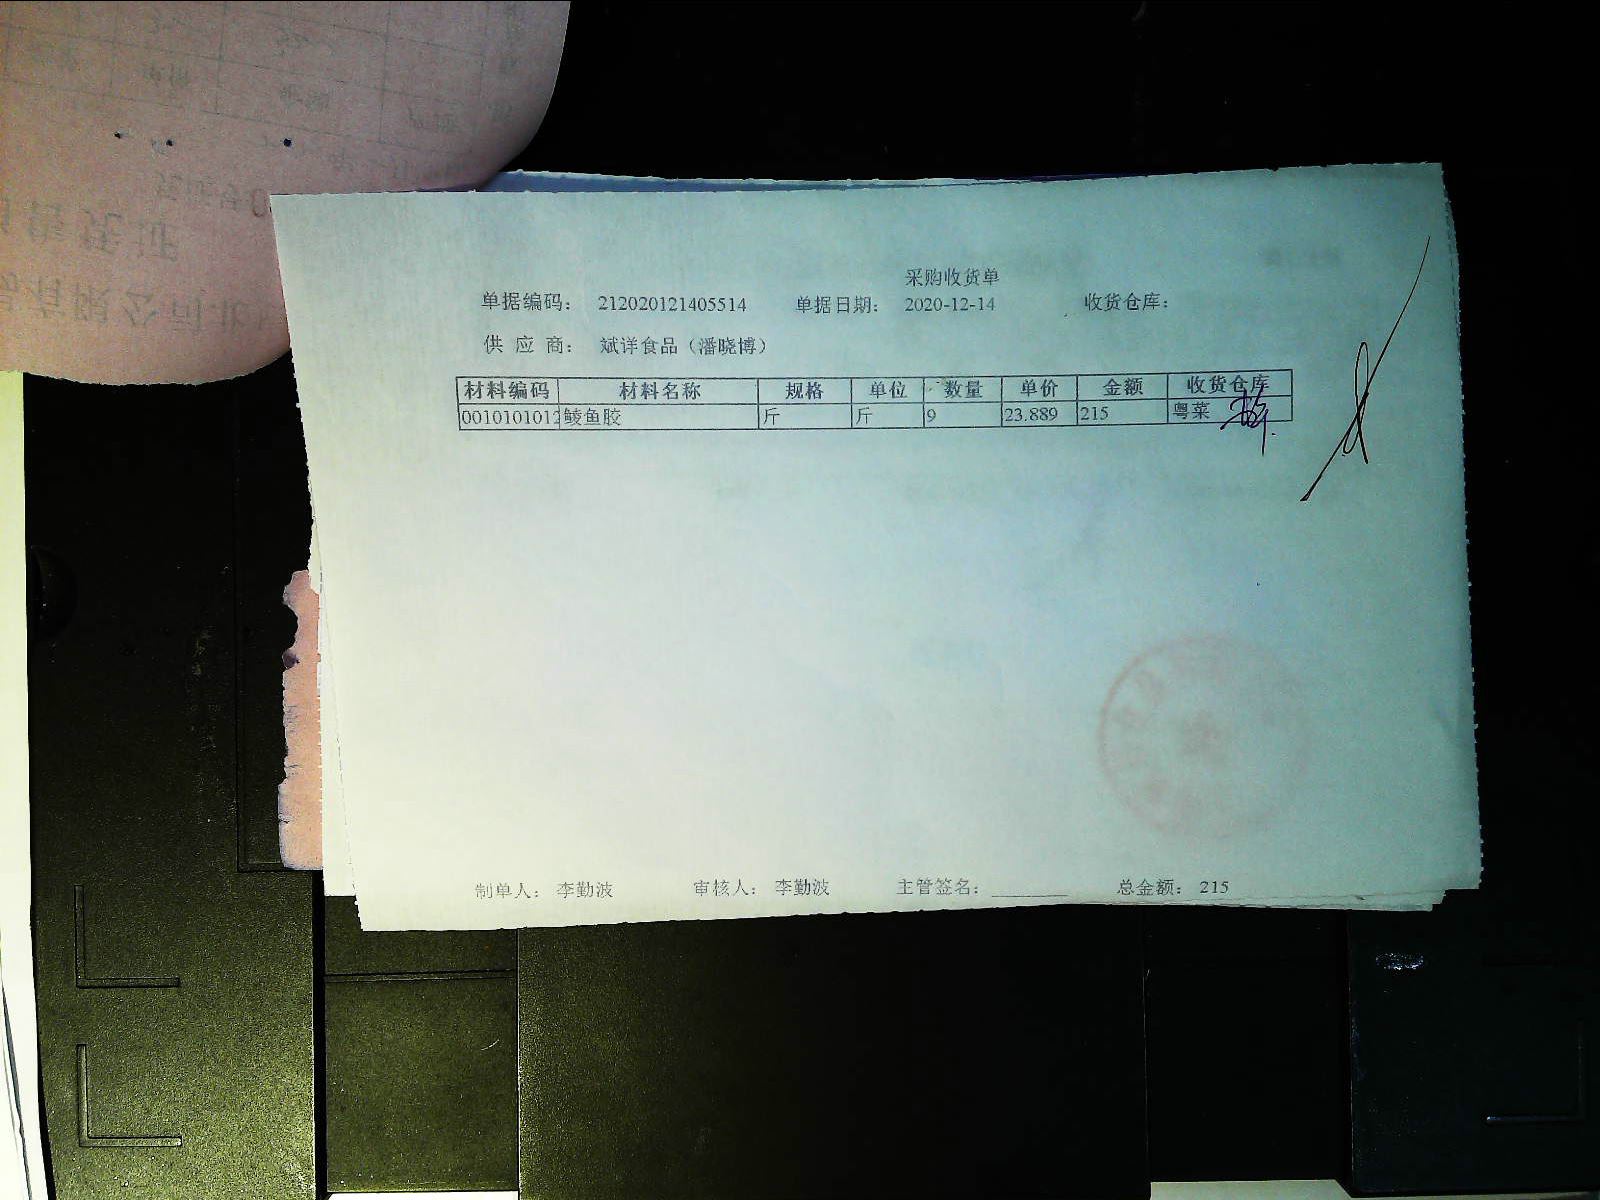 采购收货单
单据编码: 212020121405514 单据日期: 2020-12-14 收货仓库:
供 应 商: 斌洋食品(潘晓博)
材料编码 材料名称 规格 单位 数量 单价 金额 收货仓库
0010101012 鲮鱼胶 斤 斤 9 23.889 215 粤菜
制单人: 李勤波 审核人: 李勤波 主管签名: 总金额: 215